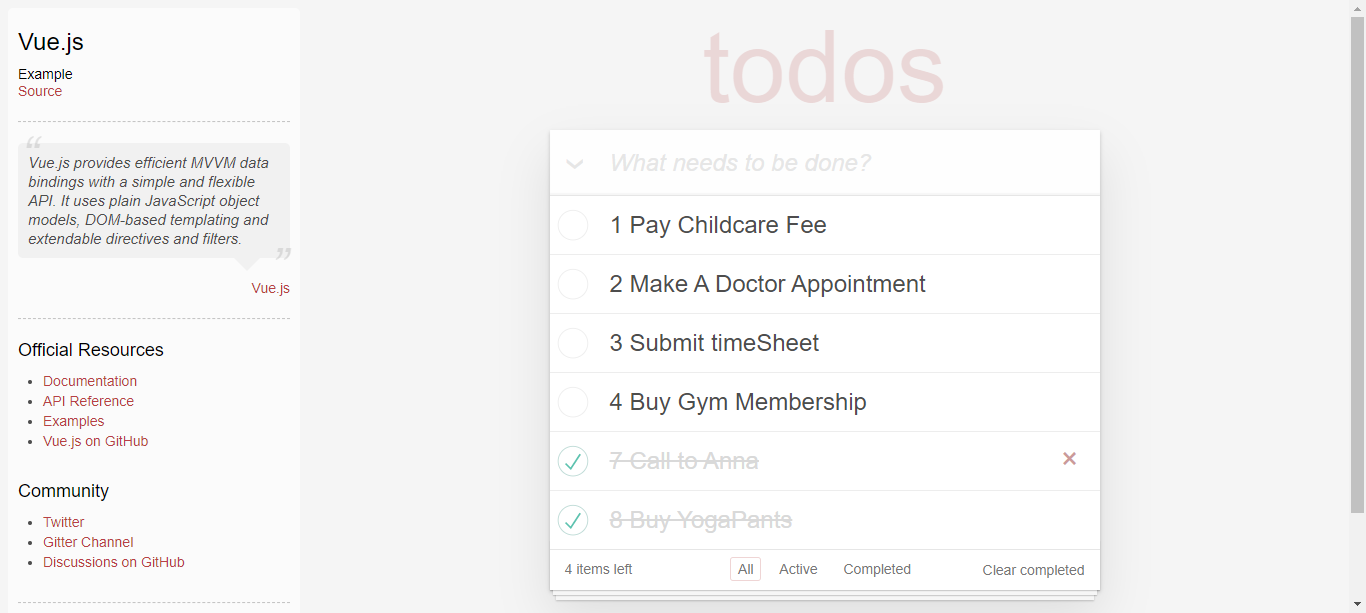 Vue.js
Example
Source
“
Vue.js provides efficient MVVM data
bindings with a simple and flexible
API. It uses plain JavaScript object
models, DOM-based templating and
extendable directives and filters.
”
Vue.js
Official Resources
Documentation
API Reference
Examples
Vue.js on GitHub
Community
Twitter
Gitter Channel
Discussions on GitHub
todos
What needs to be done?
1 Pay Childcare Fee
2 Make A Doctor Appointment
3 Submit timeSheet
4 Buy Gym Membership
7 Call to Anna
×
8 Buy YogaPants
4 items left All Active Completed Clear completed